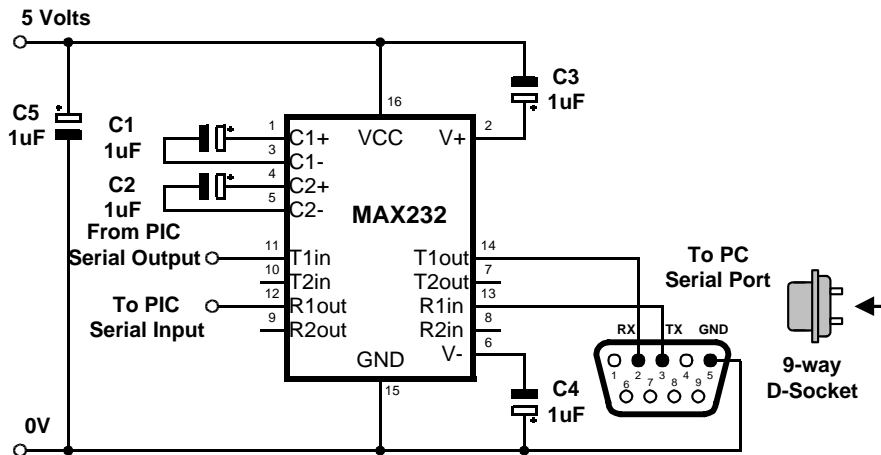 5 Volts
C5
1uF
C1
1uF
C2
1uF
C3
1uF
16
1
3
4
5
2
C1+
C1-
C2+
C2-
VCC
V+
MAX232
From PIC
Serial Output
To PIC
Serial Input
11
10
12
9
T1in
T2in
R1out
R2out
T1out
T2out
R1in
R2in
V-
14
7
13
8
6
GND
15
C4
1uF
To PC
Serial Port
RX TX GND
1 2 3 4 5
6 7 8 9
9-way
D-Socket
0V
+
+
+
+
+